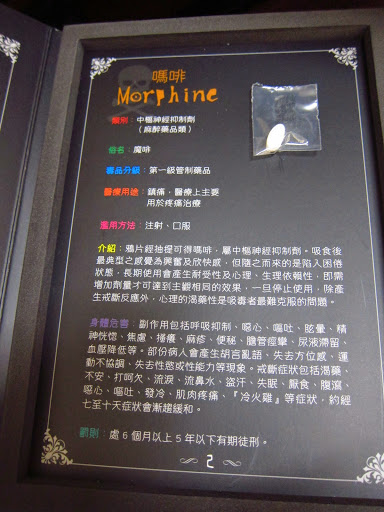 嗎啡
Morphine
類別：中樞神經抑制劑
（麻醉藥品類）
俗名：魔啡
毒品分級：第一級管制藥品
醫療用途：鎮痛，醫療上主要
用於疼痛治療
濫用方法：注射、口服
介紹：鴉片經抽提可得嗎啡，屬中樞神經抑制劑。吸食後
最典型之感覺為興奮及欣快感，但隨之而來的是陷入困倦
狀態，長期使用會產生耐受性及心理、生理依賴性，即需
增加劑量才可達到主觀相同的效果，一旦停止使用，除產
生戒斷反應外，心理的渴藥性是吸毒者最難克服的問題。
身體危害：副作用包括呼吸抑制、噁心、嘔吐、眩暈、精
神恍惚、焦慮、搔癢、麻疹、便秘、膽管痙攣、尿液滯留、
血壓降低等。部份病人會產生胡言亂語、失去方位感，運
動不協調、失去性慾或性能力等現象。戒斷症狀包括渴藥、
不安、打呵欠、流淚、流鼻水、盜汗、失眠、厭食、腹瀉、
噁心、嘔吐、發冷、肌肉疼痛、『冷火雞』等症狀，約經
七至十天症狀會漸趨緩和。
罰則：處6個月以上5年以下有期徒刑。
2